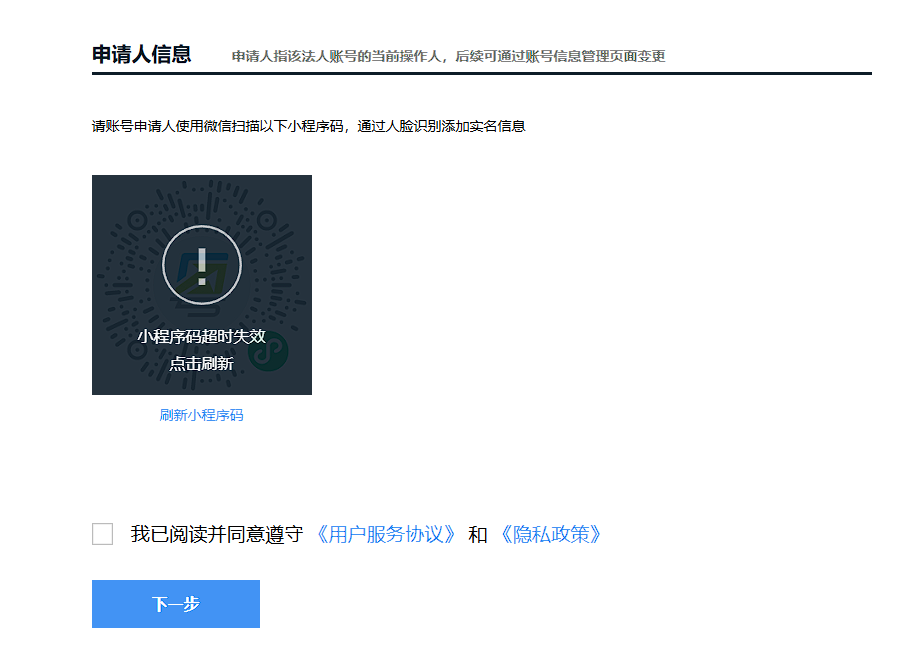 申请人信息
申请人指该法人账号的当前操作人，后续可通过账号信息管理页面变更
请账号申请人使用微信扫描以下小程序码，通过人脸识别添加实名信息
!
小程序码超时失效
点击刷新
刷新小程序码
我已阅读并同意遵守 《用户服务协议》 和 《隐私政策》
下一步